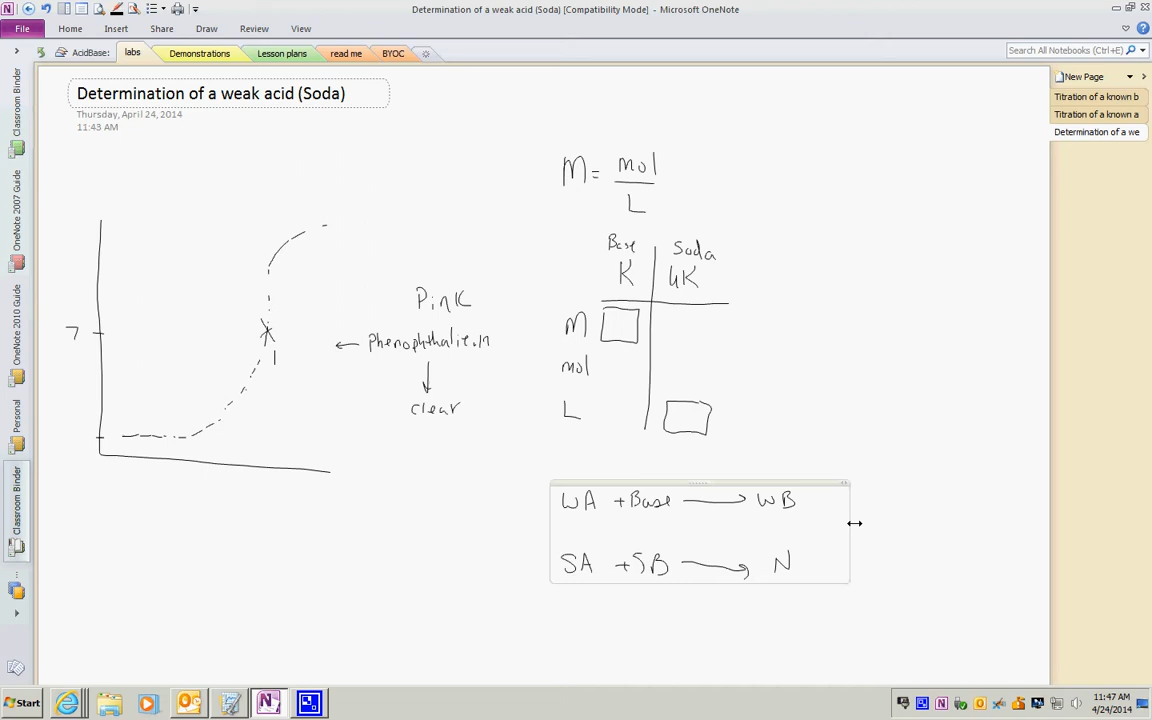 Determination of a weak acid (Soda) [Compatibility Mode] - Microsoft OneNote
File Home Insert Share Draw Review View
AcidBase: labs Demonstrations Lesson plans read me BYOC
Search All Notebooks (Ctrl+E)
New Page
Titration of a known b
Titration of a known a
Determination of a we
Classroom Binder
OneNote 2007 Guide
OneNote 2010 Guide
Personal
Classroom Binder
Determination of a weak acid (Soda)
Thursday, April 24, 2014
11:43 AM
M = mol
L
Base Soda
K UK
7
Pink
Phenophthalie.in
clear
M
mol
L
WA + Base WB
SA + SB N
Start
11:47 AM
4/24/2014